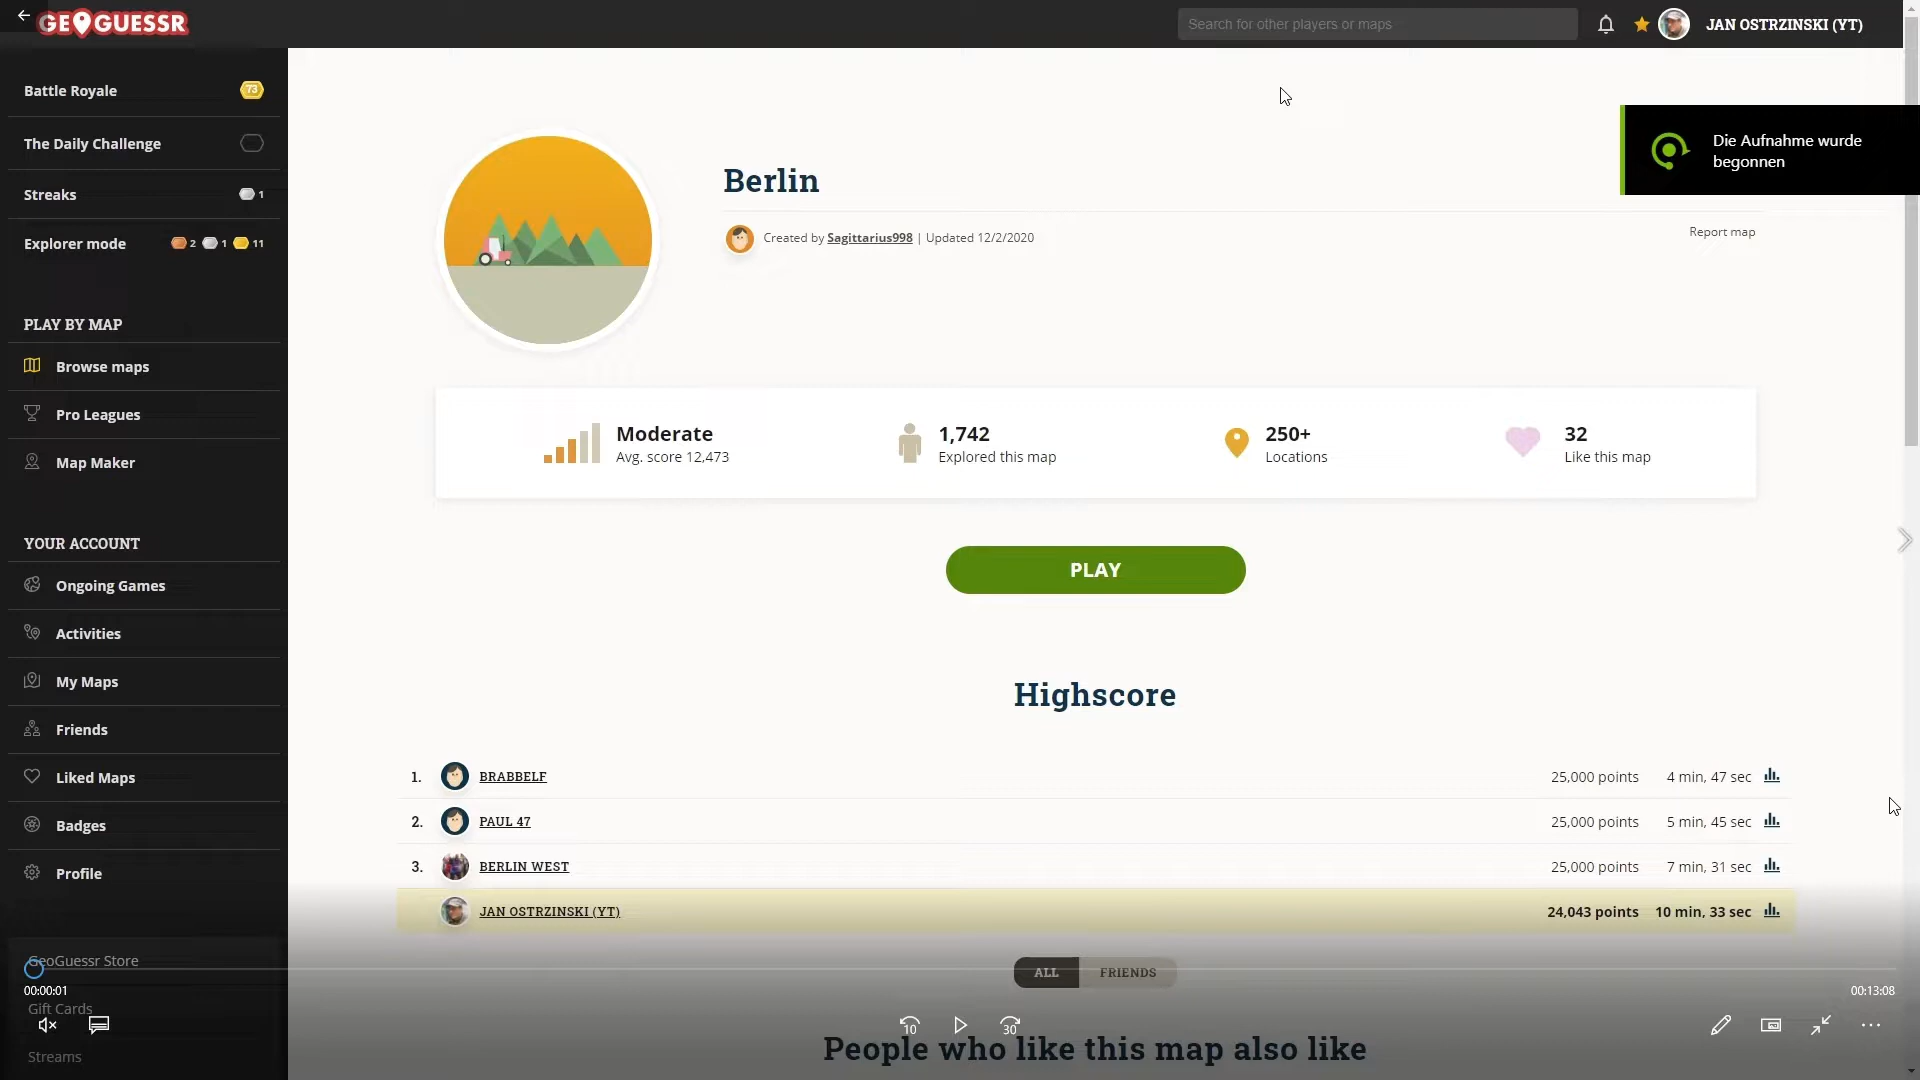 GEOGUESSR
Search for other players or maps
JAN OSTRZINSKI (YT)
Battle Royale
73
The Daily Challenge
Streaks
1
Explorer mode
2
1
11
PLAY BY MAP
Browse maps
Pro Leagues
Map Maker
YOUR ACCOUNT
Ongoing Games
Activities
My Maps
Friends
Liked Maps
Badges
Profile
GeoGuessr Store
Gift Cards
Streams
Die Aufnahme wurde
begonnen
Berlin
Created by Sagittarius998 | Updated 12/2/2020
Report map
Moderate
Avg. score 12,473
1,742
Explored this map
250+
Locations
32
Like this map
PLAY
Highscore
1. BRABBELF 25,000 points 4 min, 47 sec
2. PAUL 47 25,000 points 5 min, 45 sec
3. BERLIN WEST 25,000 points 7 min, 31 sec
JAN OSTRZINSKI (YT) 24,043 points 10 min, 33 sec
ALL FRIENDS
00:00:01
00:13:08
10
30
People who like this map also like